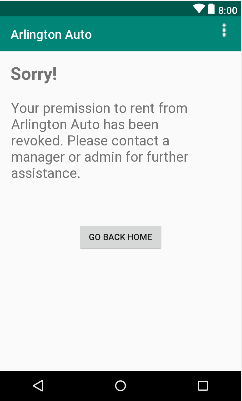 8:00
Arlington Auto
Sorry!
Your premission to rent from
Arlington Auto has been
revoked. Please contact a
manager or admin for further
assistance.
GO BACK HOME